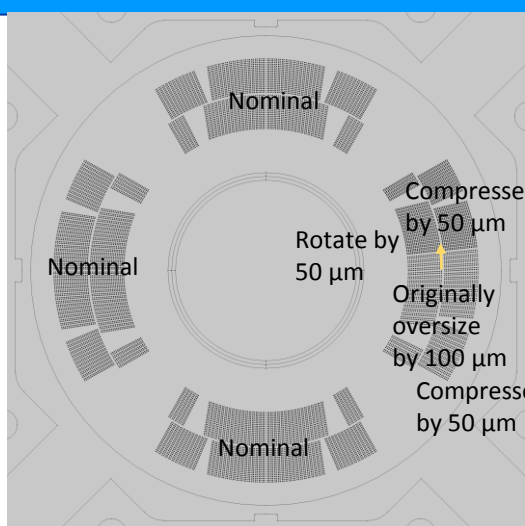 Nominal
Compresse
by 50 µm
Rotate by
50 µm
Nominal
Originally
oversize
by 100 µm
Compresse
by 50 µm
Nominal